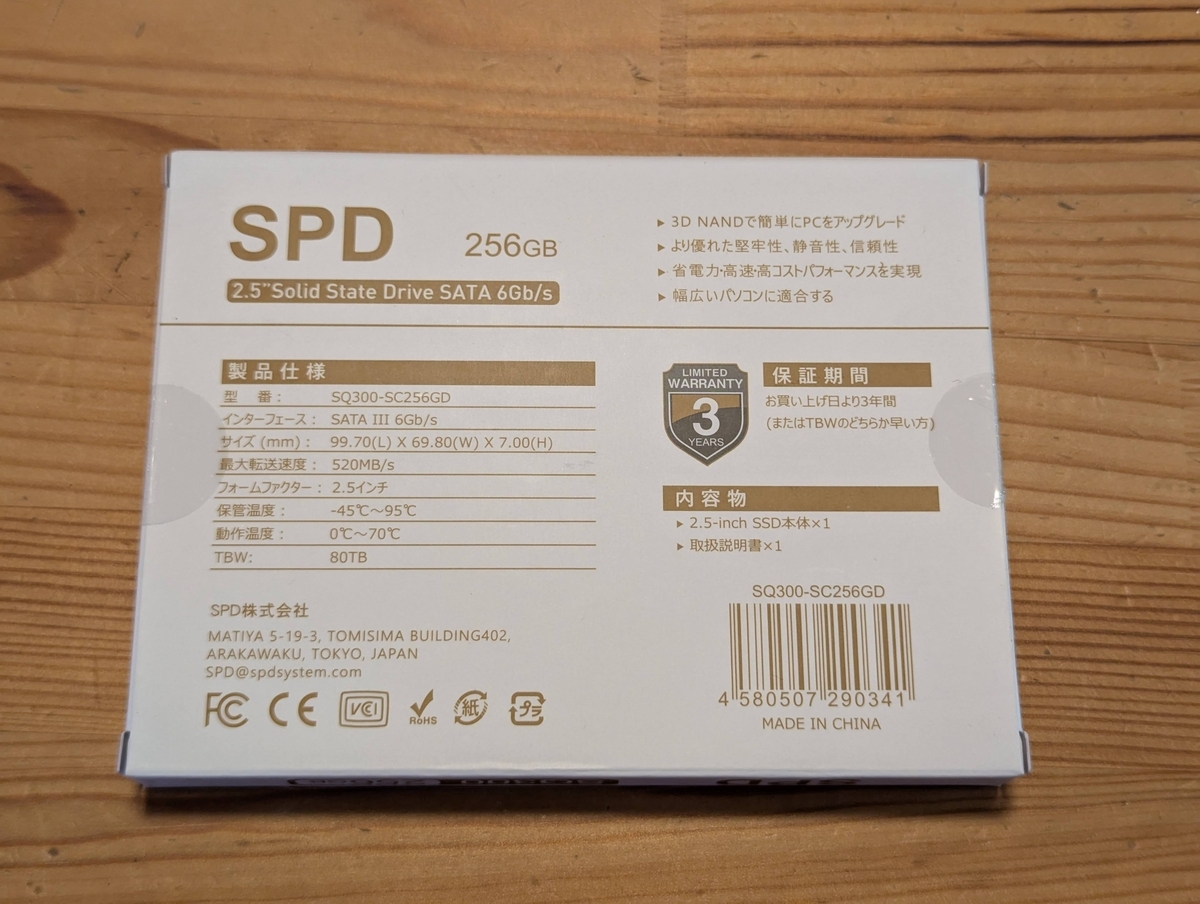 SPD
256GB
2.5”Solid State Drive SATA 6Gb/s
▶ 3D NANDで簡単にPCをアップグレード
▶ より優れた堅牢性、静音性、信頼性
▶ 省電力・高速・高コストパフォーマンスを実現
▶ 幅広いパソコンに適合する
製品仕様
型 番： SQ300-SC256GD
インターフェース： SATA III 6Gb/s
サイズ (mm)： 99.70(L) X 69.80(W) X 7.00(H)
最大転送速度： 520MB/s
フォームファクター： 2.5インチ
保管温度： -45℃～95℃
動作温度： 0℃～70℃
TBW: 80TB
LIMITED
WARRANTY
3
YEARS
保証期間
お買い上げ日より3年間
(またはTBWのどちらか早い方)
内容物
▶ 2.5-inch SSD本体×1
▶ 取扱説明書×1
SPD株式会社
MATIYA 5-19-3, TOMISIMA BUILDING402,
ARAKAWAKU, TOKYO, JAPAN
SPD@spdsystem.com
FC CE VCCI RoHS 紙 プラ
SQ300-SC256GD
4 580507 290341
MADE IN CHINA
SPD